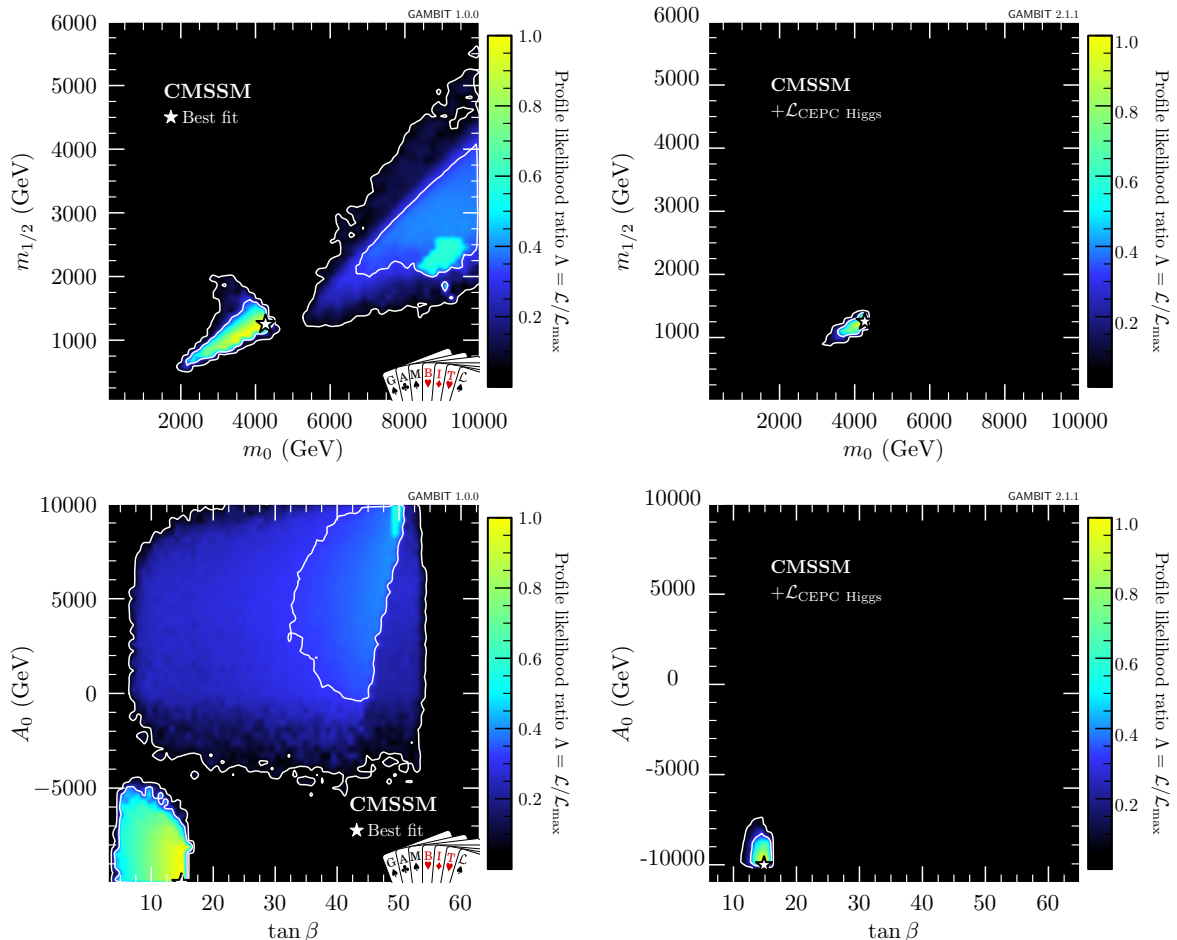 GAMBIT 1.0.0
CMSSM
★ Best fit
6000
5000
4000
3000
2000
1000
m1/2 (GeV)
2000 4000 6000 8000 10000
m0 (GeV)
G A M B I T L
1.0
0.8
0.6
0.4
0.2
Profile likelihood ratio Λ = L/Lmax
GAMBIT 2.1.1
CMSSM
+LCEPC Higgs
6000
5000
4000
3000
2000
1000
m1/2 (GeV)
2000 4000 6000 8000 10000
m0 (GeV)
1.0
0.8
0.6
0.4
0.2
Profile likelihood ratio Λ = L/Lmax
GAMBIT 1.0.0
10000
5000
0
−5000
A0 (GeV)
CMSSM
★ Best fit
G A M B I T L
10 20 30 40 50 60
tan β
1.0
0.8
0.6
0.4
0.2
Profile likelihood ratio Λ = L/Lmax
GAMBIT 2.1.1
CMSSM
+LCEPC Higgs
10000
5000
0
-5000
-10000
A0 (GeV)
10 20 30 40 50 60
tan β
1.0
0.8
0.6
0.4
0.2
Profile likelihood ratio Λ = L/Lmax